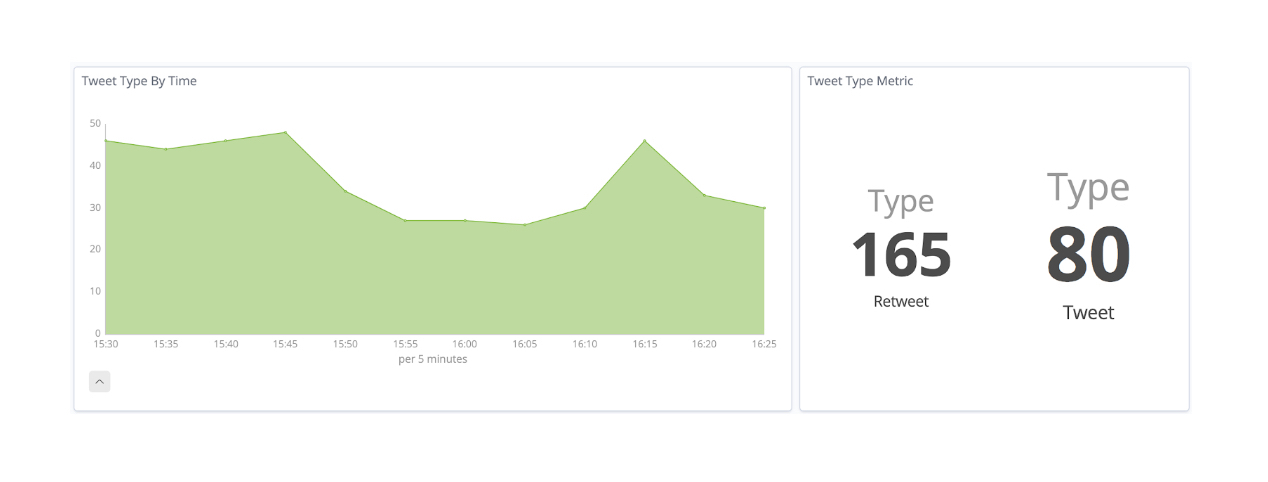 Tweet Type By Time
50
40
30
20
10
0
15:30 15:35 15:40 15:45 15:50 15:55 16:00 16:05 16:10 16:15 16:20 16:25
per 5 minutes
Tweet Type Metric
Type
165
Retweet
Type
80
Tweet